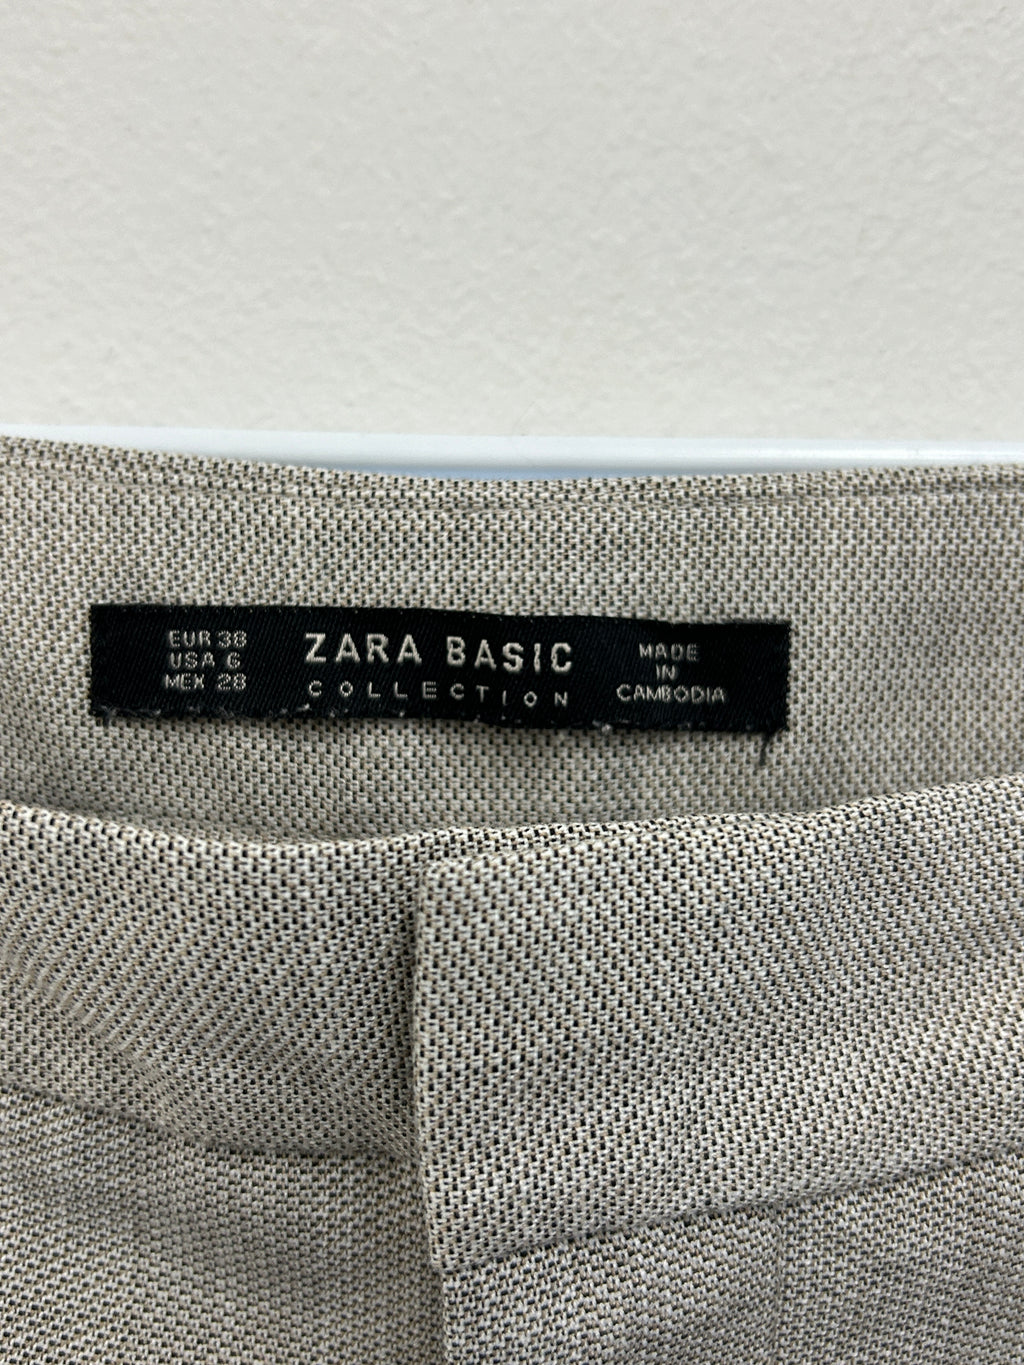 EUR 38
USA 6
MEX 28
ZARA BASIC
COLLECTION
MADE
IN
CAMBODIA